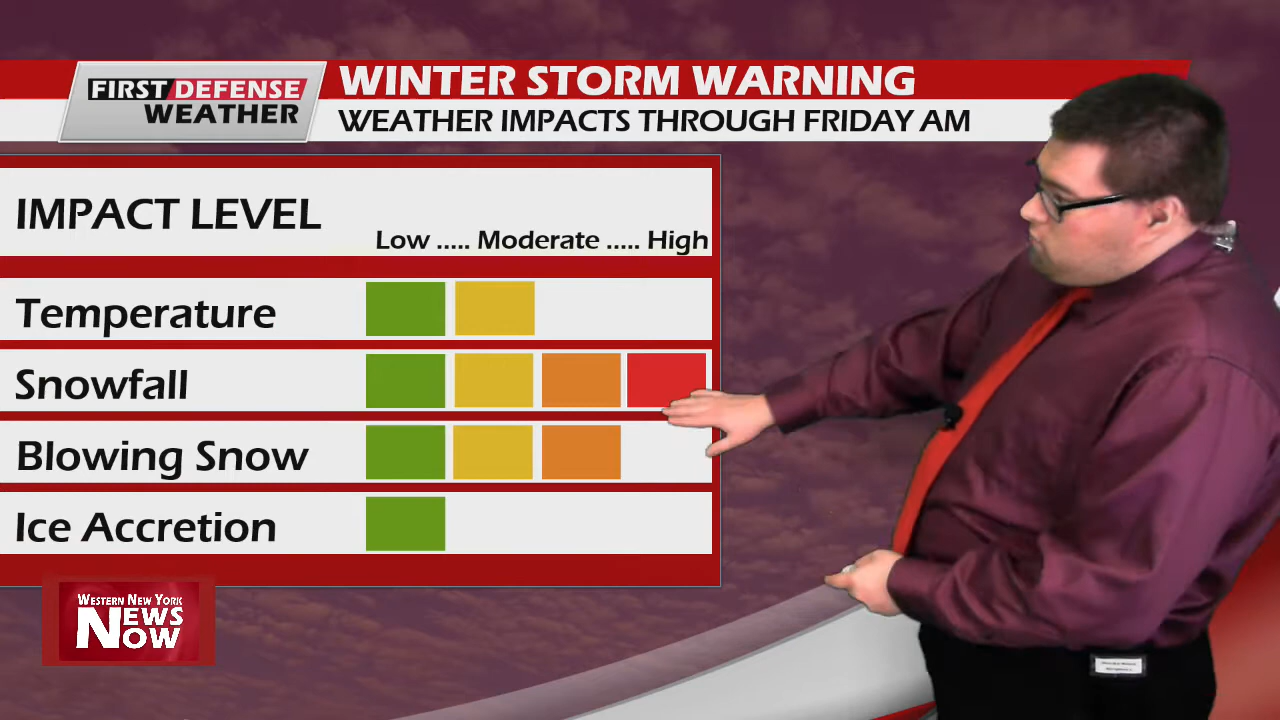 FIRST DEFENSE
WEATHER
WINTER STORM WARNING
WEATHER IMPACTS THROUGH FRIDAY AM
IMPACT LEVEL
Low ..... Moderate ..... High
Temperature
Snowfall
Blowing Snow
Ice Accretion
WESTERN NEW YORK
NEWS
NOW